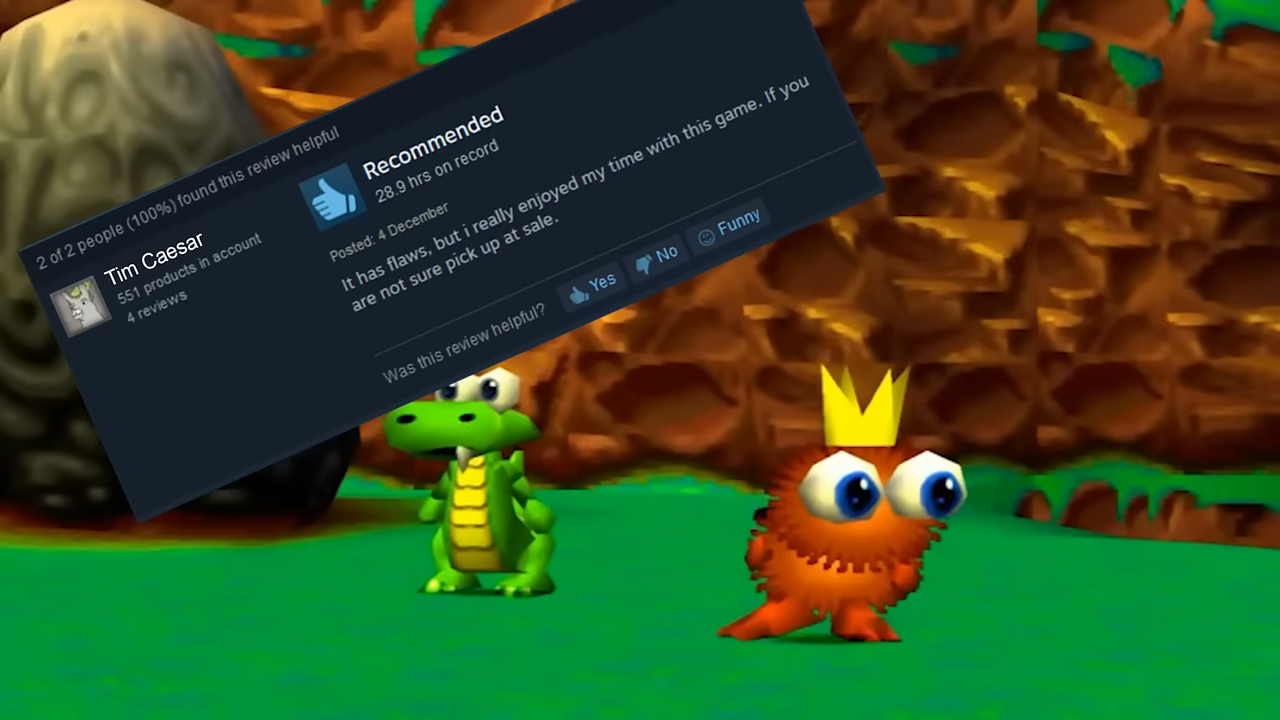 2 of 2 people (100%) found this review helpful
Tim Caesar
551 products in account
4 reviews
Recommended
28.9 hrs on record
Posted: 4 December
It has flaws, but i really enjoyed my time with this game. If you
are not sure pick up at sale.
Was this review helpful? Yes No Funny